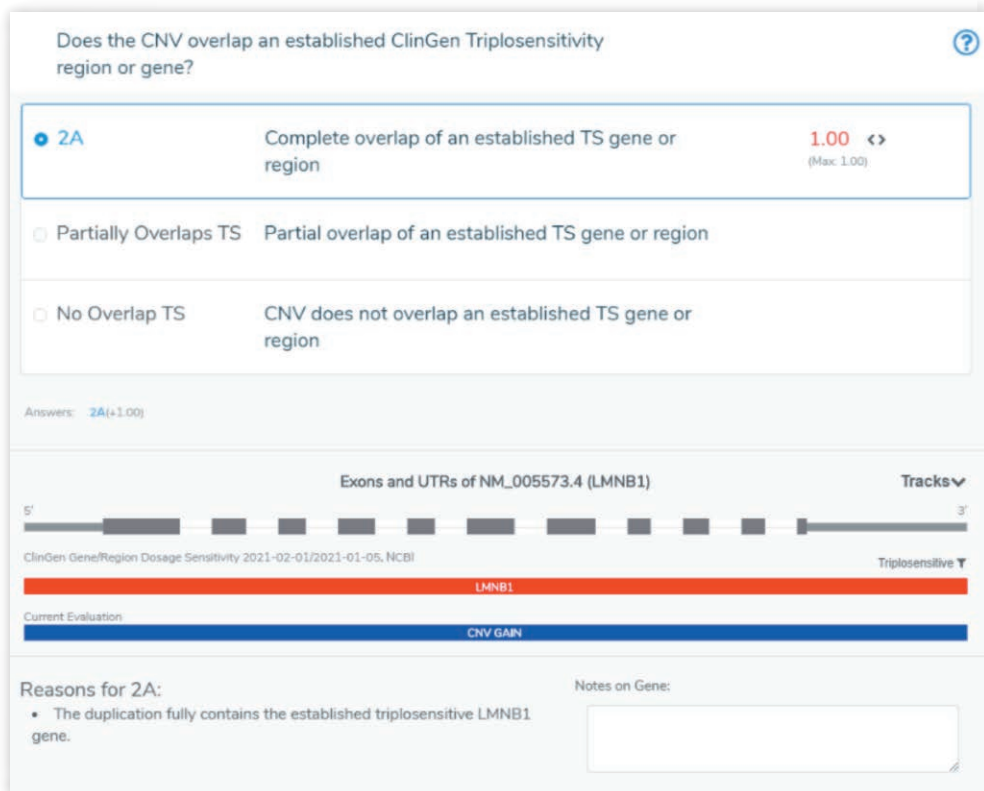 Does the CNV overlap an established ClinGen Triplosensitivity
region or gene?
?
2A
Complete overlap of an established TS gene or
region
1.00 <>
(Max: 1.00)
Partially Overlaps TS
Partial overlap of an established TS gene or region
No Overlap TS
CNV does not overlap an established TS gene or
region
Answers: 2A(+1.00)
Exons and UTRs of NM_005573.4 (LMNB1)
Tracks
5'
3'
ClinGen Gene/Region Dosage Sensitivity 2021-02-01/2021-01-05, NCBI
Triplosensitive
LMNB1
Current Evaluation
CNV GAIN
Reasons for 2A:
• The duplication fully contains the established triplosensitive LMNB1
gene.
Notes on Gene: